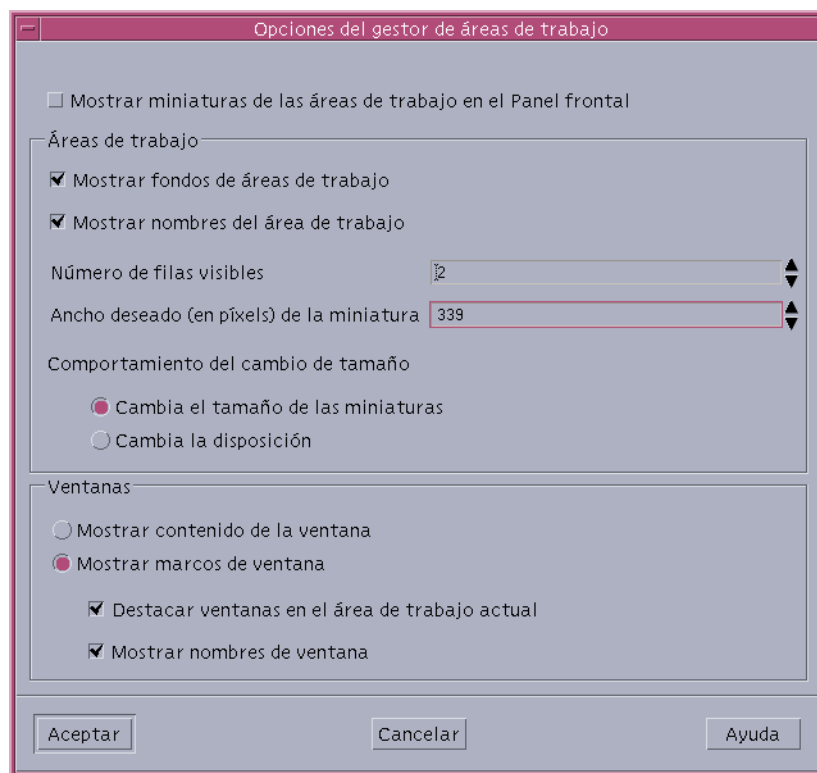 Opciones del gestor de áreas de trabajo
Mostrar miniaturas de las áreas de trabajo en el Panel frontal
Áreas de trabajo
Mostrar fondos de áreas de trabajo
Mostrar nombres del área de trabajo
Número de filas visibles 2
Ancho deseado (en píxels) de la miniatura 339
Comportamiento del cambio de tamaño
Cambia el tamaño de las miniaturas
Cambia la disposición
Ventanas
Mostrar contenido de la ventana
Mostrar marcos de ventana
Destacar ventanas en el área de trabajo actual
Mostrar nombres de ventana
Aceptar Cancelar Ayuda